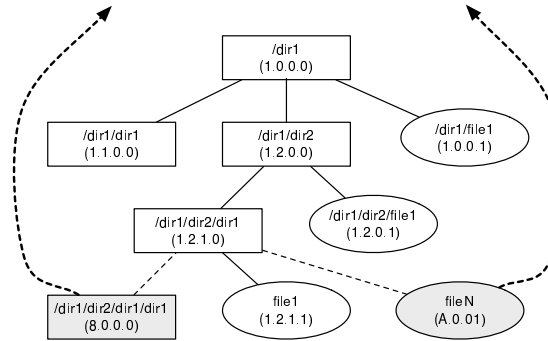 /dir1
(1.0.0.0)
/dir1/dir1
(1.1.0.0)
/dir1/dir2
(1.2.0.0)
/dir1/file1
(1.0.0.1)
/dir1/dir2/dir1
(1.2.1.0)
/dir1/dir2/file1
(1.2.0.1)
/dir1/dir2/dir1/dir1
(8.0.0.0)
file1
(1.2.1.1)
fileN
(A.0.01)